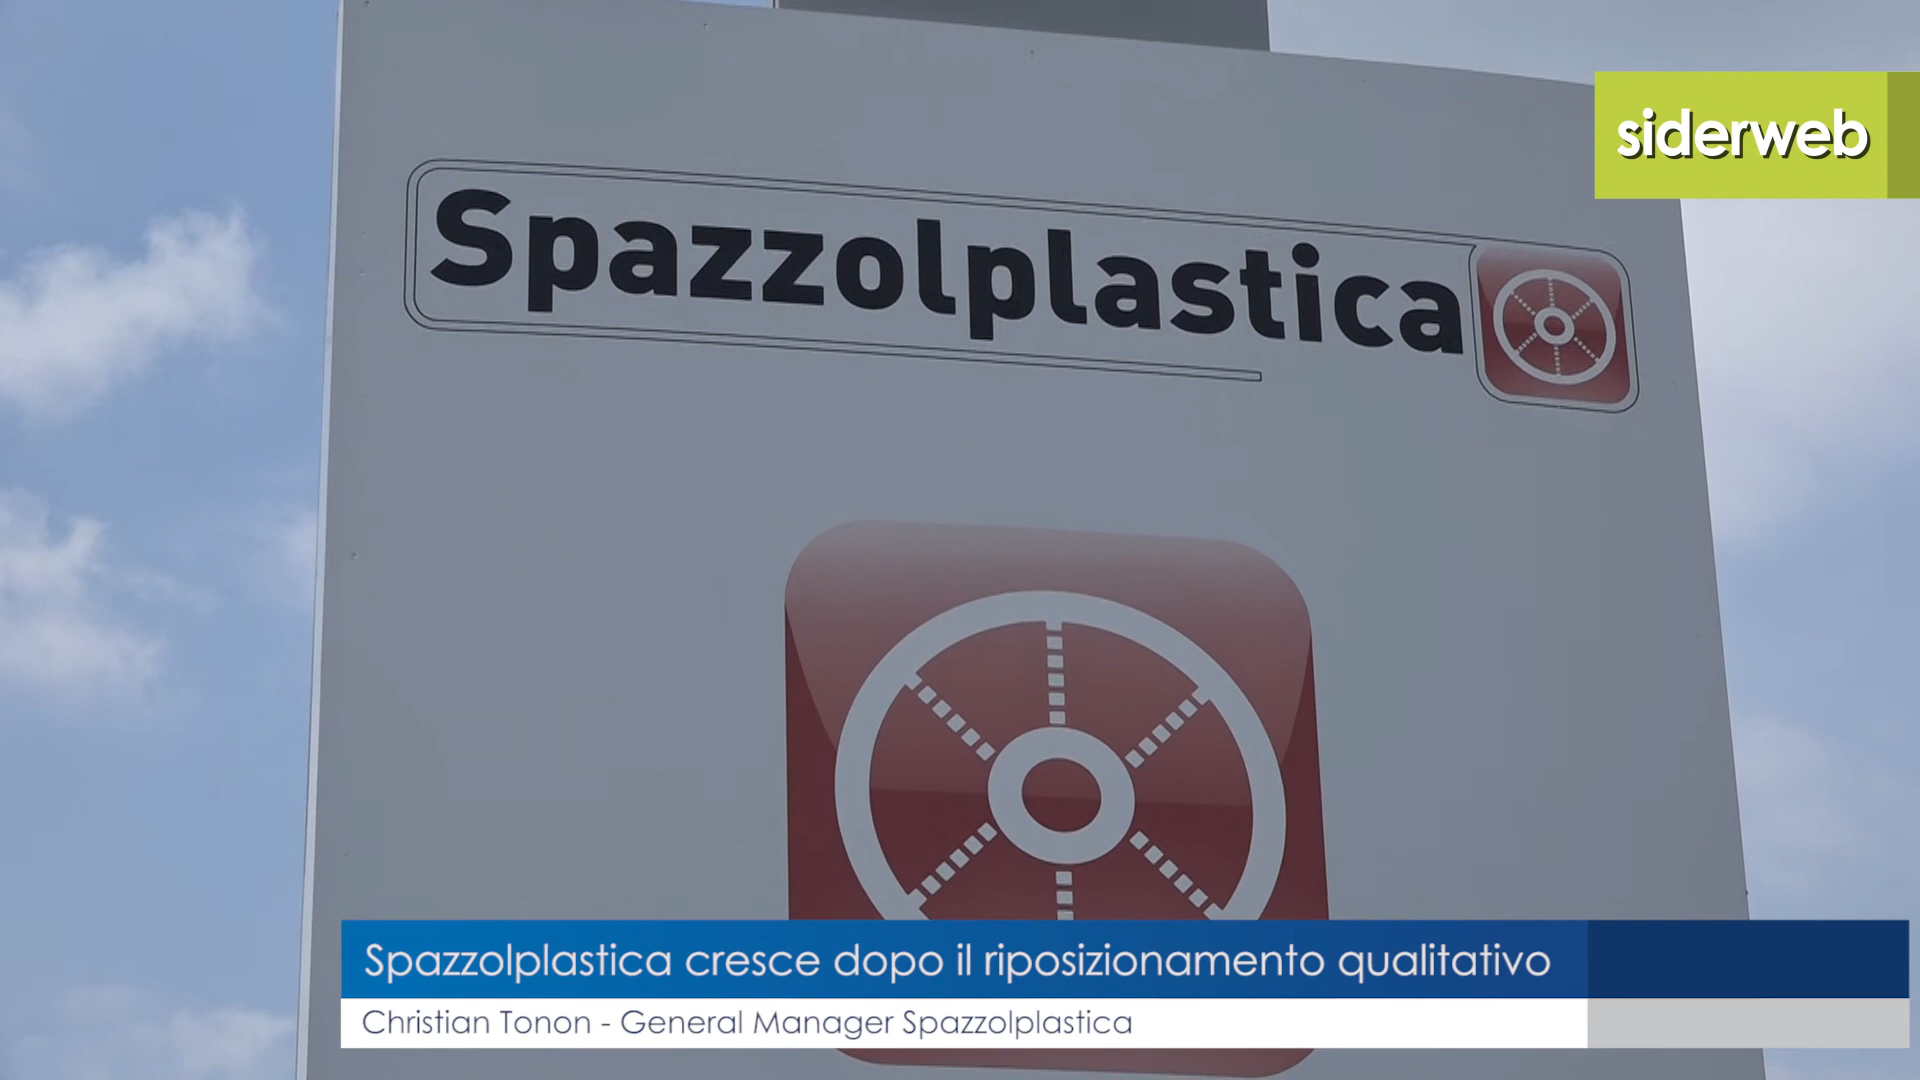 siderweb
Spazzolplastica
Spazzolplastica cresce dopo il riposizionamento qualitativo
Christian Tonon - General Manager Spazzolplastica